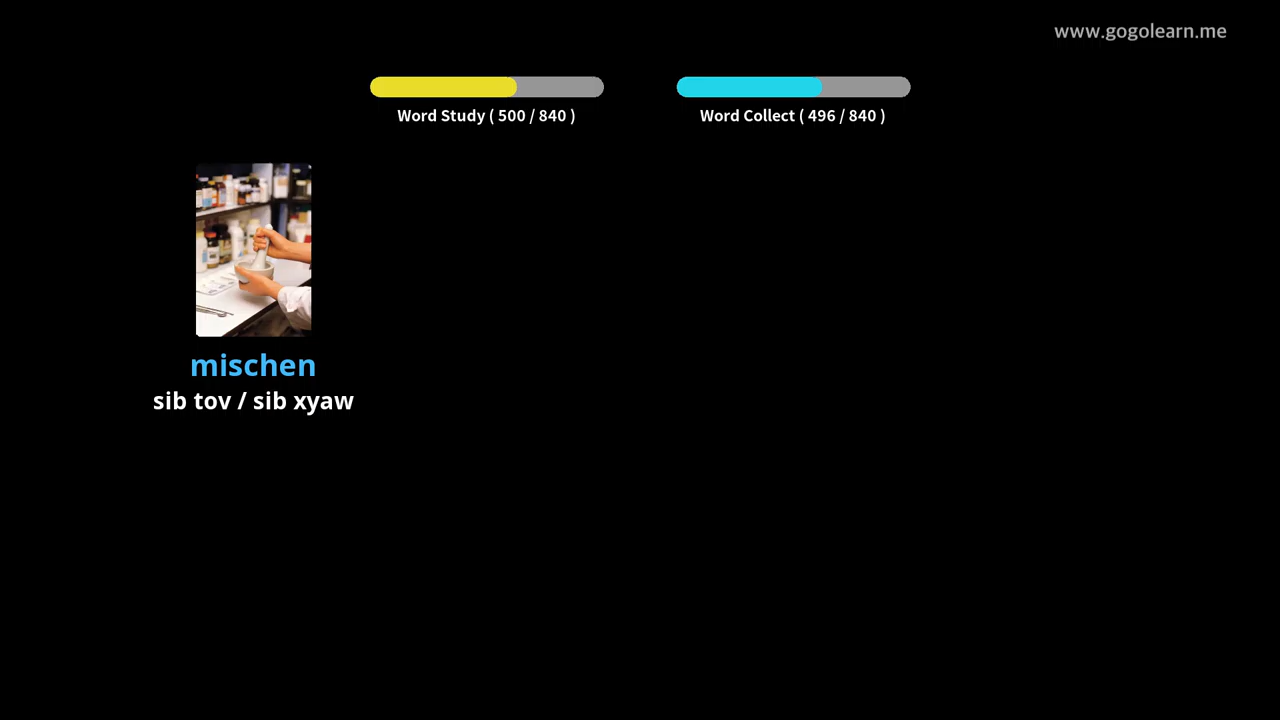 www.gogolearn.me
Word Study ( 500 / 840 )
Word Collect ( 496 / 840 )
mischen
sib tov / sib xyaw